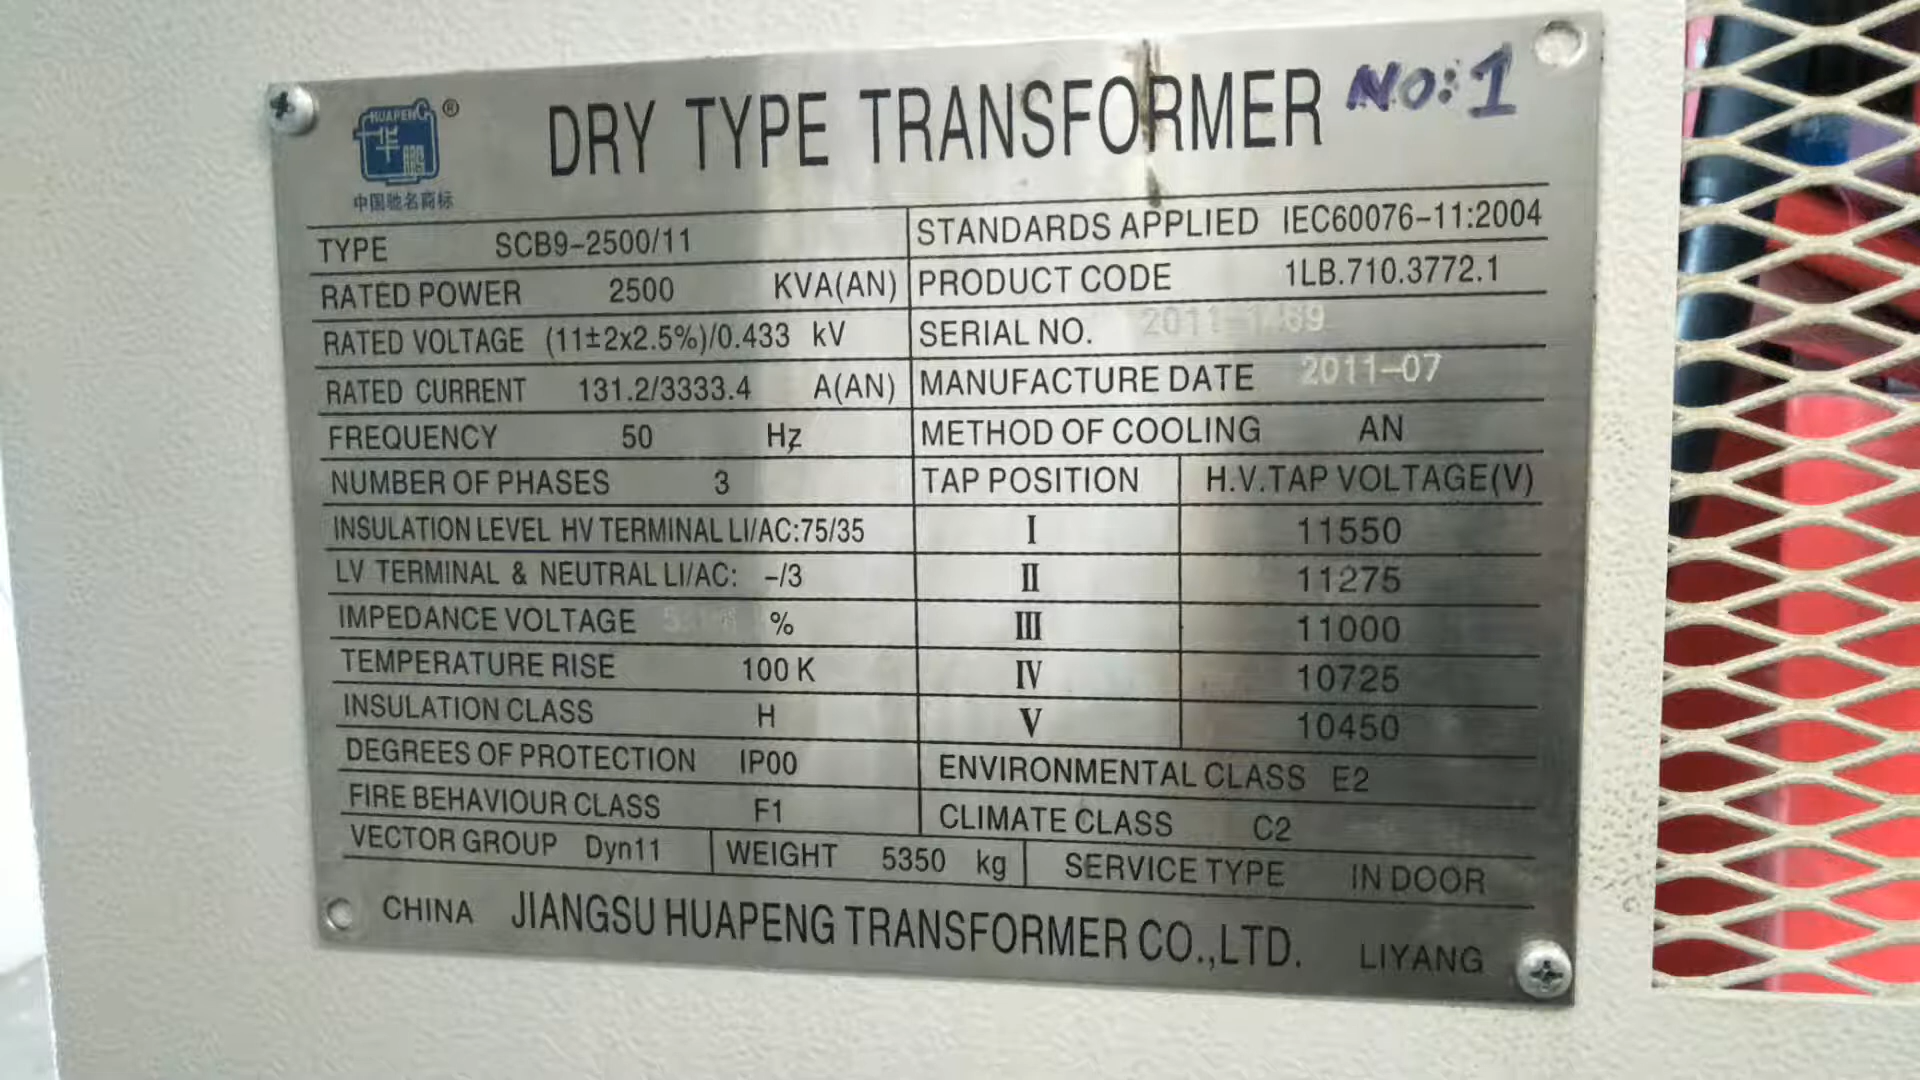 HUAPENG ®
华鹏
中国驰名商标
DRY TYPE TRANSFORMER NO:1
TYPE SCB9-2500/11
STANDARDS APPLIED IEC60076-11:2004
RATED POWER 2500 KVA(AN)
PRODUCT CODE 1LB.710.3772.1
RATED VOLTAGE (11±2x2.5%)/0.433 kV
SERIAL NO.
RATED CURRENT 131.2/3333.4 A(AN)
MANUFACTURE DATE 2011-07
FREQUENCY 50 Hz
METHOD OF COOLING AN
NUMBER OF PHASES 3
TAP POSITION H.V.TAP VOLTAGE(V)
INSULATION LEVEL HV TERMINAL LI/AC:75/35
I 11550
LV TERMINAL & NEUTRAL LI/AC: -/3
II 11275
IMPEDANCE VOLTAGE %
III 11000
TEMPERATURE RISE 100 K
IV 10725
INSULATION CLASS H
V 10450
DEGREES OF PROTECTION IP00
ENVIRONMENTAL CLASS E2
FIRE BEHAVIOUR CLASS F1
CLIMATE CLASS C2
VECTOR GROUP Dyn11 WEIGHT 5350 kg SERVICE TYPE IN DOOR
CHINA JIANGSU HUAPENG TRANSFORMER CO.,LTD. LIYANG